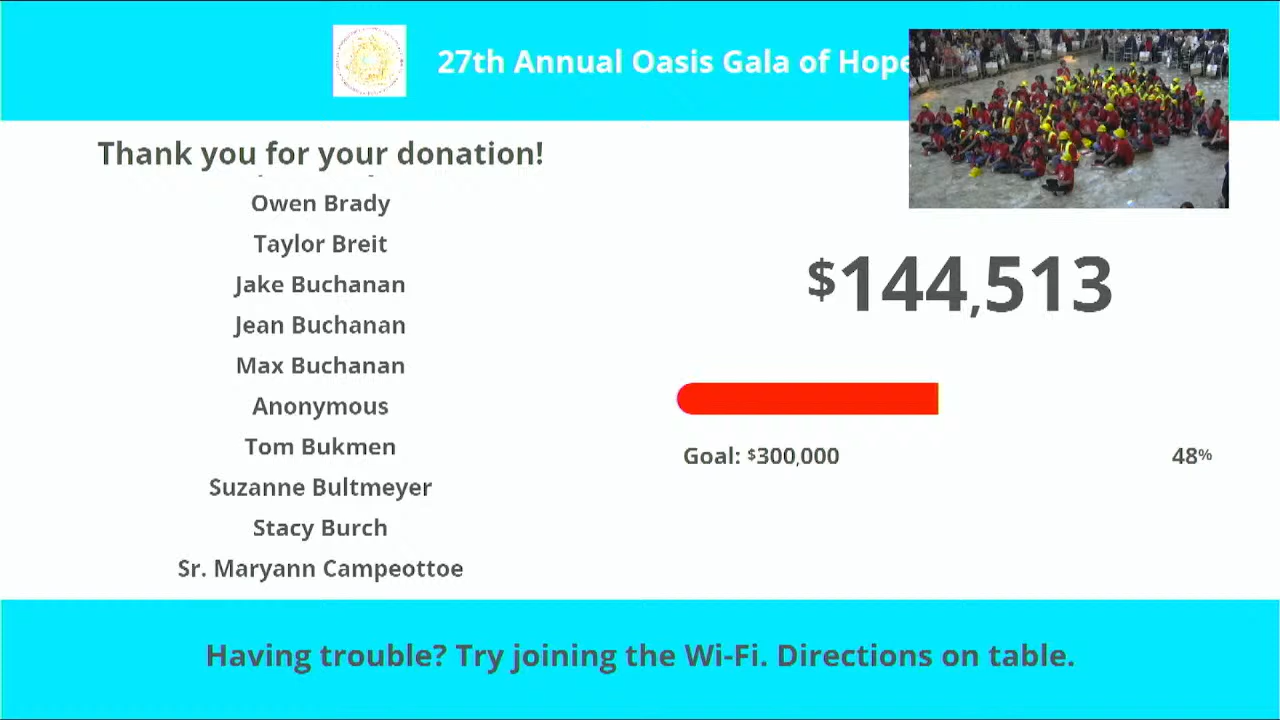 27th Annual Oasis Gala of Hope
Thank you for your donation!
Owen Brady
Taylor Breit
Jake Buchanan
Jean Buchanan
Max Buchanan
Anonymous
Tom Bukmen
Suzanne Bultmeyer
Stacy Burch
Sr. Maryann Campeottoe
$144,513
Goal: $300,000
48%
Having trouble? Try joining the Wi-Fi. Directions on table.